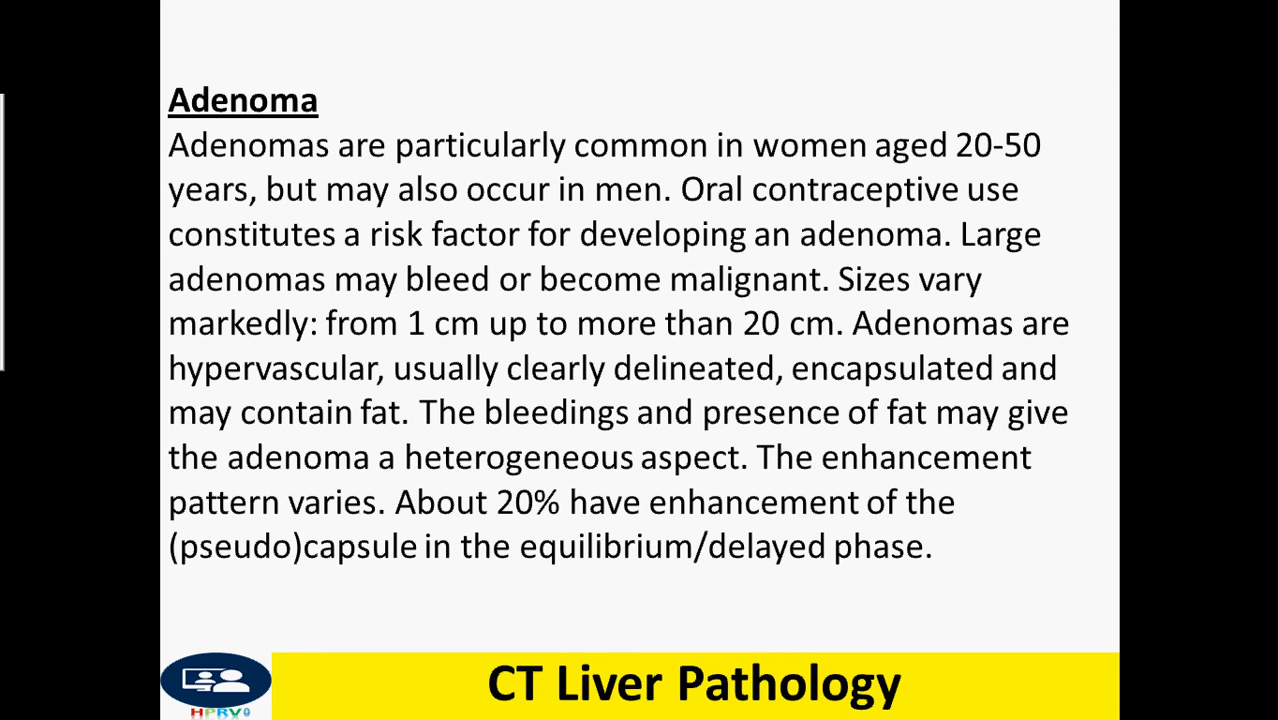 Adenoma
Adenomas are particularly common in women aged 20-50
years, but may also occur in men. Oral contraceptive use
constitutes a risk factor for developing an adenoma. Large
adenomas may bleed or become malignant. Sizes vary
markedly: from 1 cm up to more than 20 cm. Adenomas are
hypervascular, usually clearly delineated, encapsulated and
may contain fat. The bleedings and presence of fat may give
the adenoma a heterogeneous aspect. The enhancement
pattern varies. About 20% have enhancement of the
(pseudo)capsule in the equilibrium/delayed phase.
CT Liver Pathology